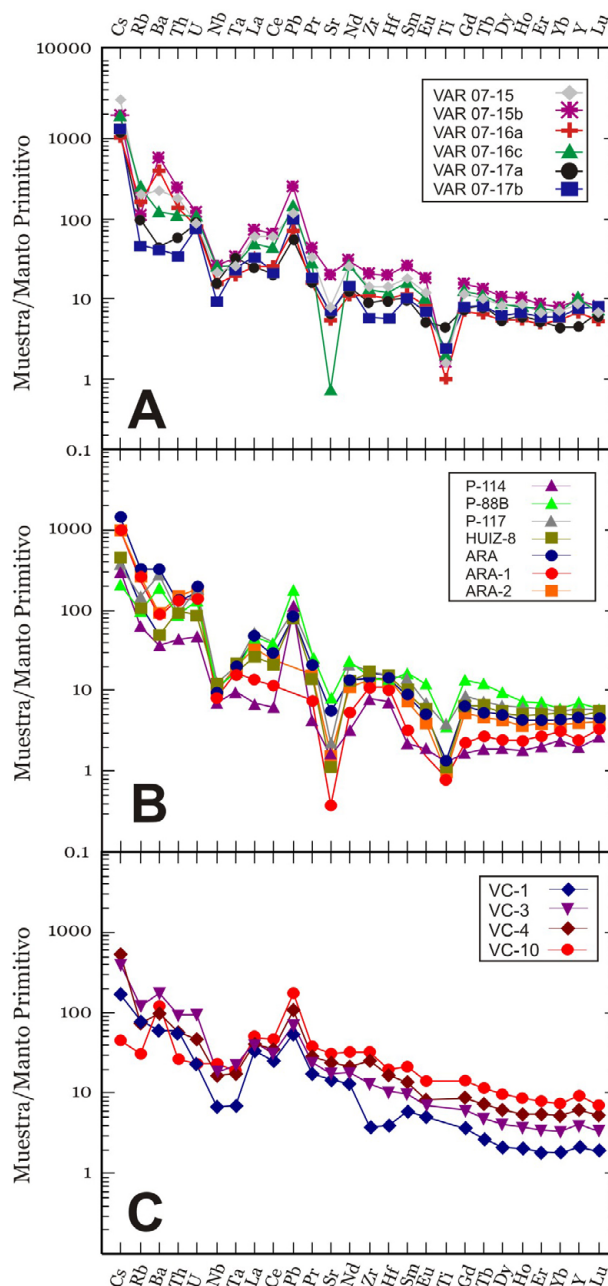 Cs Rb Ba Th U Nb Ta La Ce Pb Pr Sr Nd Zr Hf Sm Eu Ti Gd Tb Dy Ho Er Yb Y Lu
10000
1000
100
10
1
0.1
Muestra/Manto Primitivo
VAR 07-15
VAR 07-15b
VAR 07-16a
VAR 07-16c
VAR 07-17a
VAR 07-17b
A
1000
100
10
1
0.1
Muestra/Manto Primitivo
P-114
P-88B
P-117
HUIZ-8
ARA
ARA-1
ARA-2
B
1000
100
10
1
Muestra/Manto Primitivo
VC-1
VC-3
VC-4
VC-10
C
Cs Rb Ba Th U Nb Ta La Ce Pb Pr Sr Nd Zr Hf Sm Eu Ti Gd Tb Dy Ho Er Yb Y Lu